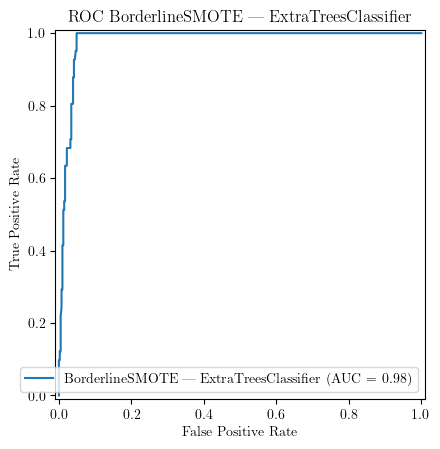 ROC BorderlineSMOTE — ExtraTreesClassifier
1.0
0.8
0.6
0.4
0.2
0.0
True Positive Rate
BorderlineSMOTE — ExtraTreesClassifier (AUC = 0.98)
0.0 0.2 0.4 0.6 0.8 1.0
False Positive Rate